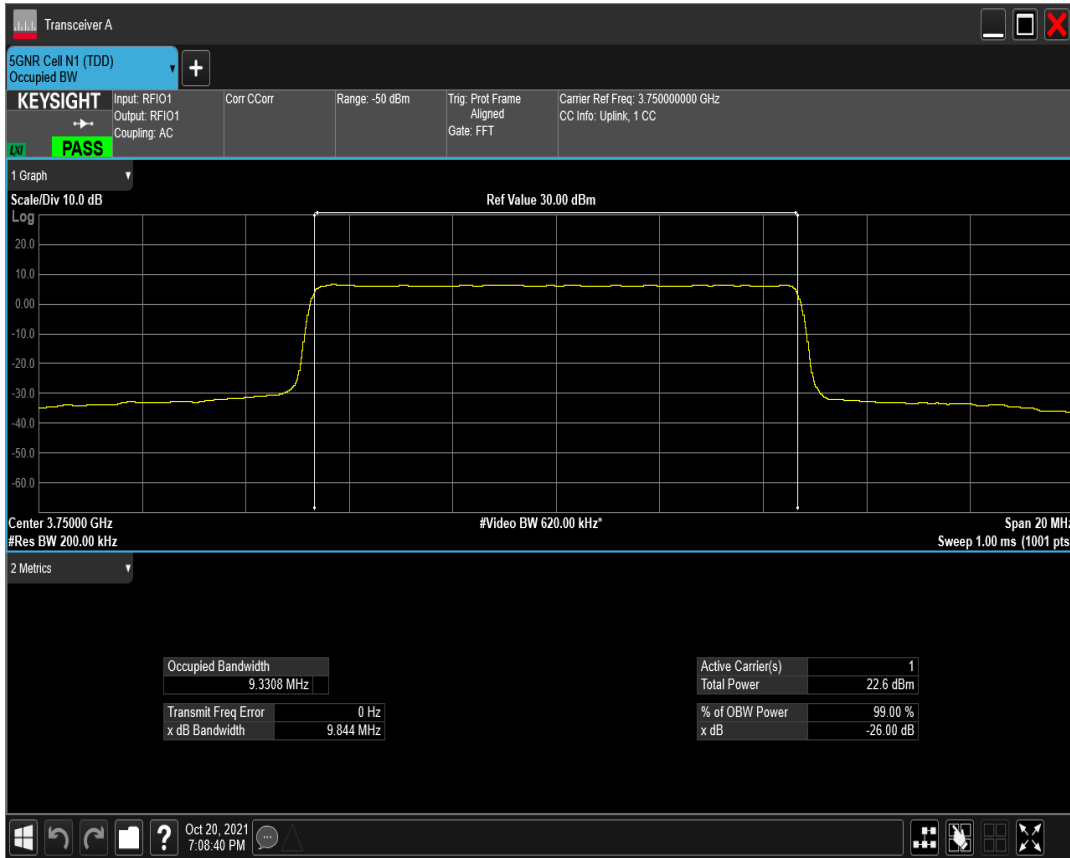 Transceiver A
5GNR Cell N1 (TDD)
Occupied BW
+
KEYSIGHT
LXI
PASS
Input: RFIO1
Output: RFIO1
Coupling: AC
Corr CCorr
Range: -50 dBm
Trig: Prot Frame
Aligned
Gate: FFT
Carrier Ref Freq: 3.750000000 GHz
CC Info: Uplink, 1 CC
1 Graph
Scale/Div 10.0 dB
Ref Value 30.00 dBm
Log
20.0
10.0
0.00
-10.0
-20.0
-30.0
-40.0
-50.0
-60.0
Center 3.75000 GHz
#Video BW 620.00 kHz*
Span 20 MHz
#Res BW 200.00 kHz
Sweep 1.00 ms (1001 pts
2 Metrics
Occupied Bandwidth
9.3308 MHz
Transmit Freq Error 0 Hz
x dB Bandwidth 9.844 MHz
Active Carrier(s) 1
Total Power 22.6 dBm
% of OBW Power 99.00 %
x dB -26.00 dB
?
Oct 20, 2021
7:08:40 PM